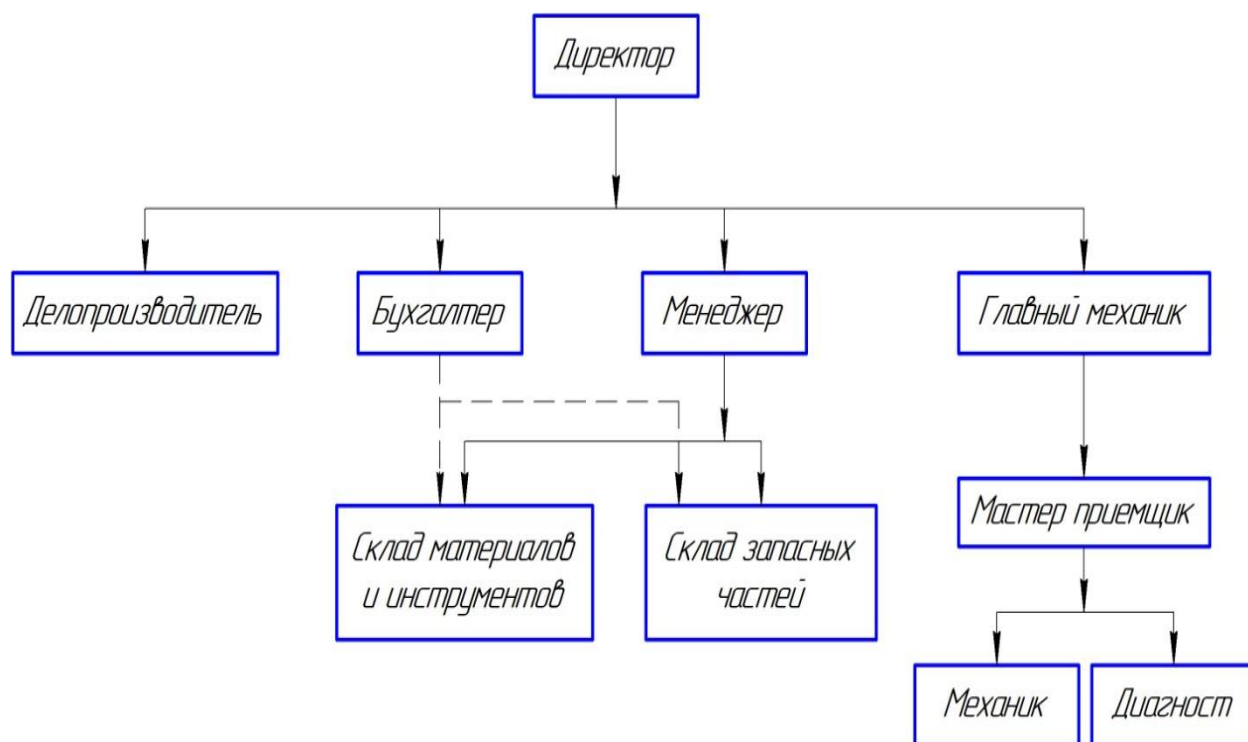 Директор
Делопроизводитель
Бухгалтер
Менеджер
Главный механик
Мастер приемщик
Склад материалов
и инструментов
Склад запасных
частей
Механик
Диагност